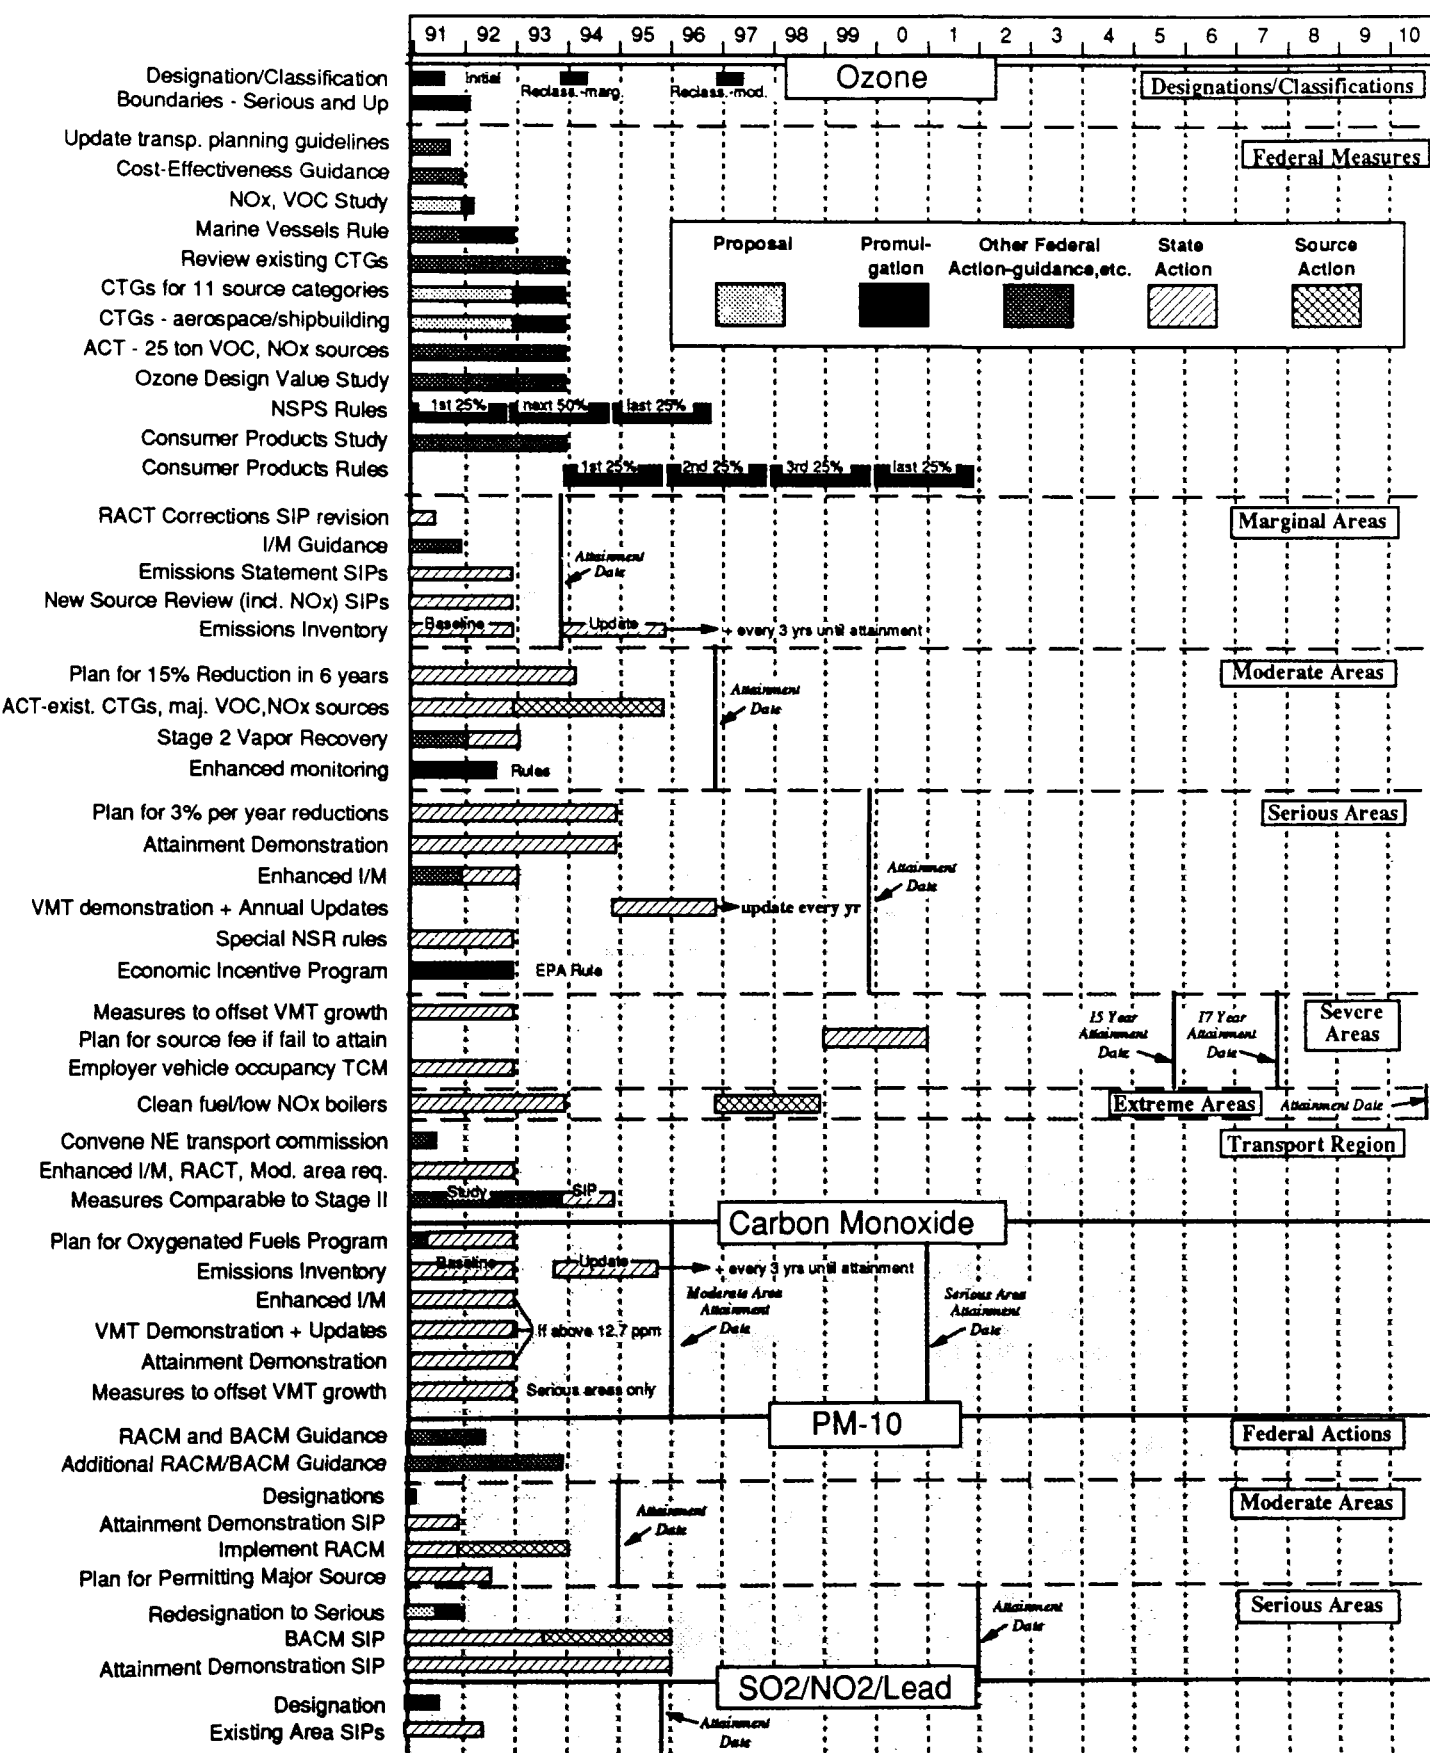 91 92 93 94 95 96 97 98 99 0 1 2 3 4 5 6 7 8 9 10
Ozone
Designation/Classification Initial Reclass.-marg. Reclass.-mod. Designations/Classifications
Boundaries - Serious and Up
Update transp. planning guidelines
Federal Measures
Cost-Effectiveness Guidance
NOx, VOC Study
Marine Vessels Rule
Proposal Promul- Other Federal State Source
gation Action-guidance,etc. Action Action
Review existing CTGs
CTGs for 11 source categories
CTGs - aerospace/shipbuilding
ACT - 25 ton VOC, NOx sources
Ozone Design Value Study
NSPS Rules 1st 25% next 50% last 25%
Consumer Products Study
Consumer Products Rules 1st 25% 2nd 25% 3rd 25% last 25%
RACT Corrections SIP revision
Marginal Areas
I/M Guidance
Attainment
Date
Emissions Statement SIPs
New Source Review (incl. NOx) SIPs
Emissions Inventory Baseline Update + every 3 yrs until attainment
Plan for 15% Reduction in 6 years
Moderate Areas
Attainment
Date
ACT-exist. CTGs, maj. VOC,NOx sources
Stage 2 Vapor Recovery
Enhanced monitoring Rules
Plan for 3% per year reductions
Serious Areas
Attainment Demonstration
Attainment
Date
Enhanced I/M
VMT demonstration + Annual Updates update every yr
Special NSR rules
Economic Incentive Program EPA Rule
Measures to offset VMT growth
15 Year
Attainment
Date
17 Year
Attainment
Date
Severe
Areas
Plan for source fee if fail to attain
Employer vehicle occupancy TCM
Clean fuel/low NOx boilers Extreme Areas Attainment Date
Convene NE transport commission Transport Region
Enhanced I/M, RACT, Mod. area req.
Measures Comparable to Stage II Study SIP
Carbon Monoxide
Plan for Oxygenated Fuels Program
Emissions Inventory Baseline Update + every 3 yrs until attainment
Moderate Area
Attainment
Date
Serious Area
Attainment
Date
Enhanced I/M
VMT Demonstration + Updates If above 12.7 ppm
Attainment Demonstration
Measures to offset VMT growth Serious areas only
PM-10
RACM and BACM Guidance Federal Actions
Additional RACM/BACM Guidance
Designations Moderate Areas
Attainment
Date
Attainment Demonstration SIP
Implement RACM
Plan for Permitting Major Source
Redesignation to Serious Serious Areas
Attainment
Date
BACM SIP
Attainment Demonstration SIP
SO2/NO2/Lead
Designation
Existing Area SIPs
Attainment
Date